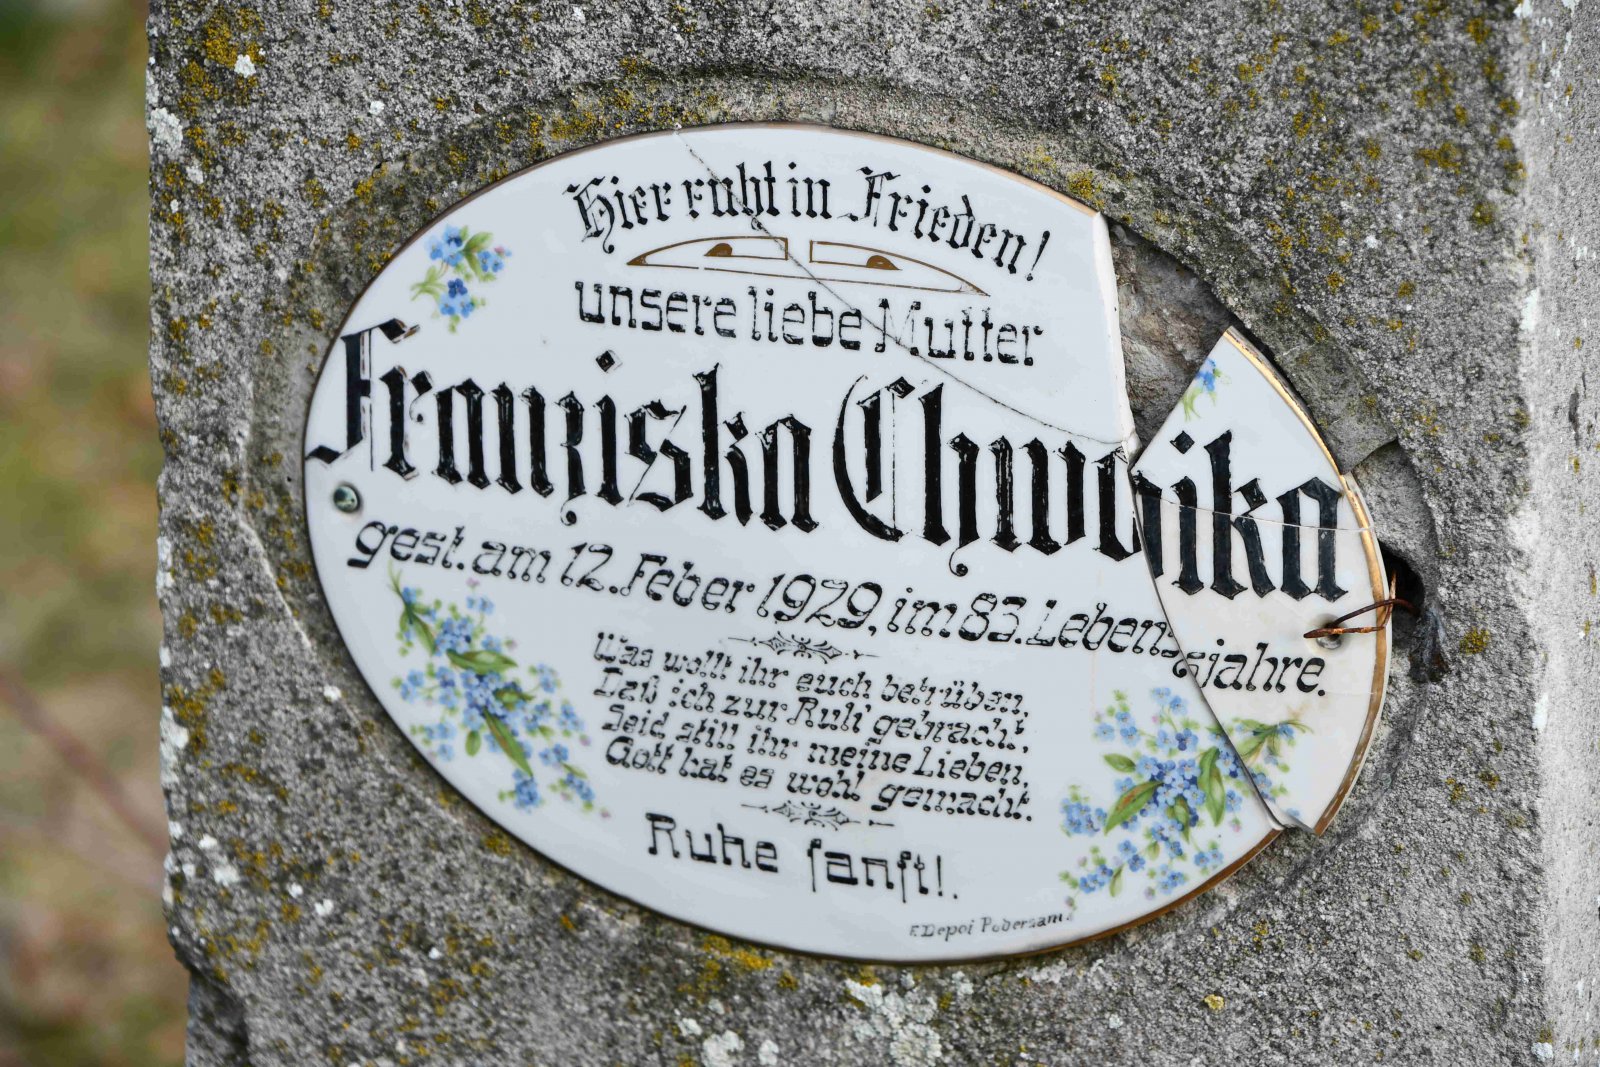 Hier ruht in Frieden!
unsere liebe Mutter
Franziska Chwoika
gest. am 12. Feber 1929, im 83. Lebensjahre.
Was wollt ihr euch betrüben,
Daß ich zur Ruh' gebracht,
Seid still ihr meine Lieben,
Gott hat es wohl gemacht.
Ruhe sanft!.
F. Depoi Podersam.